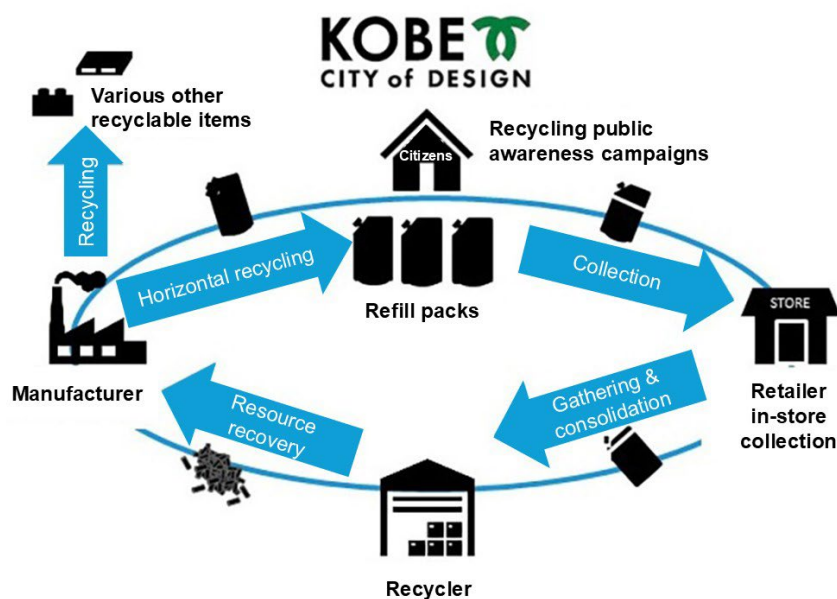 KOBE
CITY of DESIGN
Various other
recyclable items
Recycling
Citizens
Recycling public
awareness campaigns
Horizontal recycling
Refill packs
Collection
STORE
Manufacturer
Resource
recovery
Gathering &
consolidation
Retailer
in-store
collection
Recycler